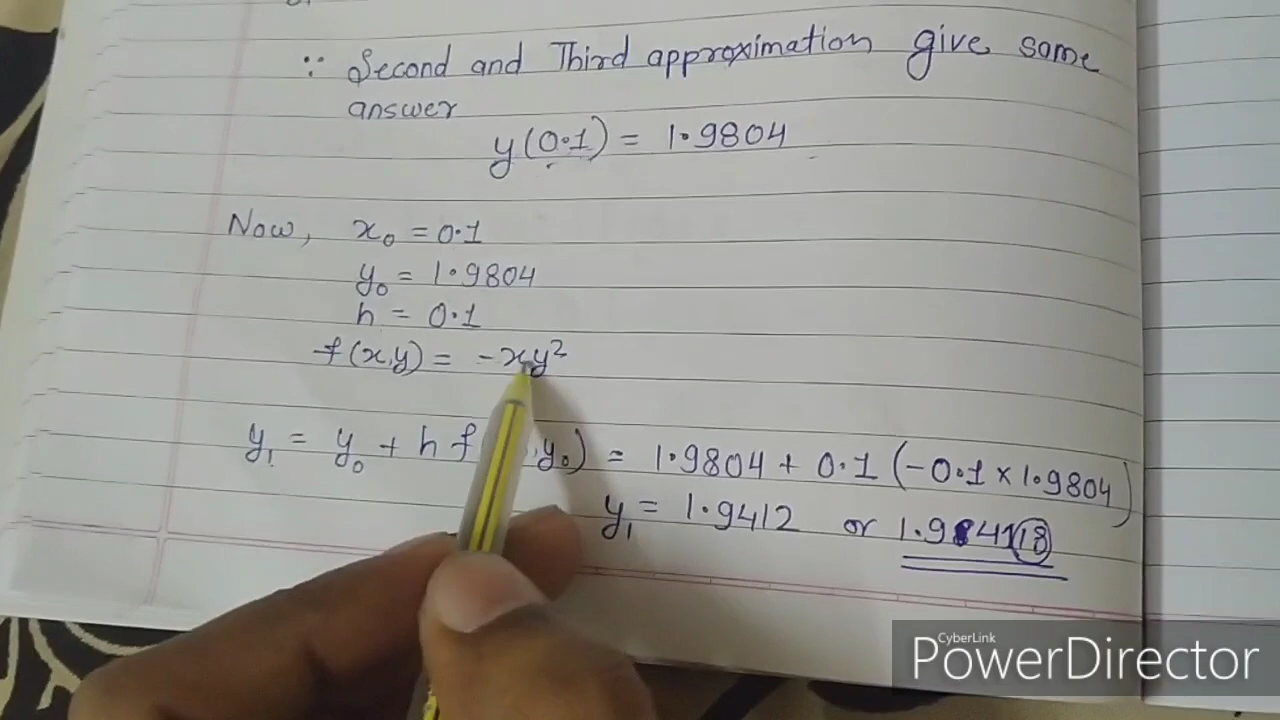 ∵ Second and Third approximation give same
answer
y(0.1) = 1.9804
Now, x₀ = 0.1
y₀ = 1.9804
h = 0.1
f(x,y) = -xy²
y₁ = y₀ + h f ,y₀) = 1.9804 + 0.1 (-0.1 × 1.9804)
y₁ = 1.9412 or
CyberLink
PowerDirector